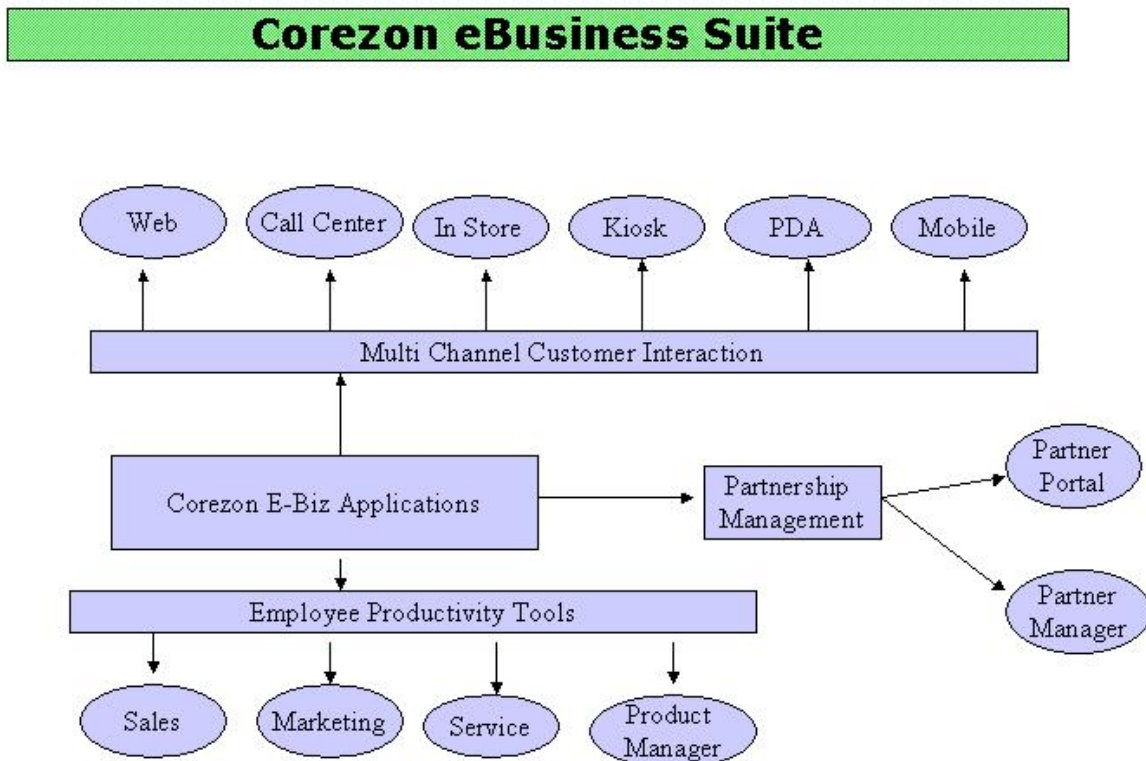 Corezon eBusiness Suite
Web
Call Center
In Store
Kiosk
PDA
Mobile
Multi Channel Customer Interaction
Corezon E-Biz Applications
Partnership
Management
Partner
Portal
Partner
Manager
Employee Productivity Tools
Sales
Marketing
Service
Product
Manager